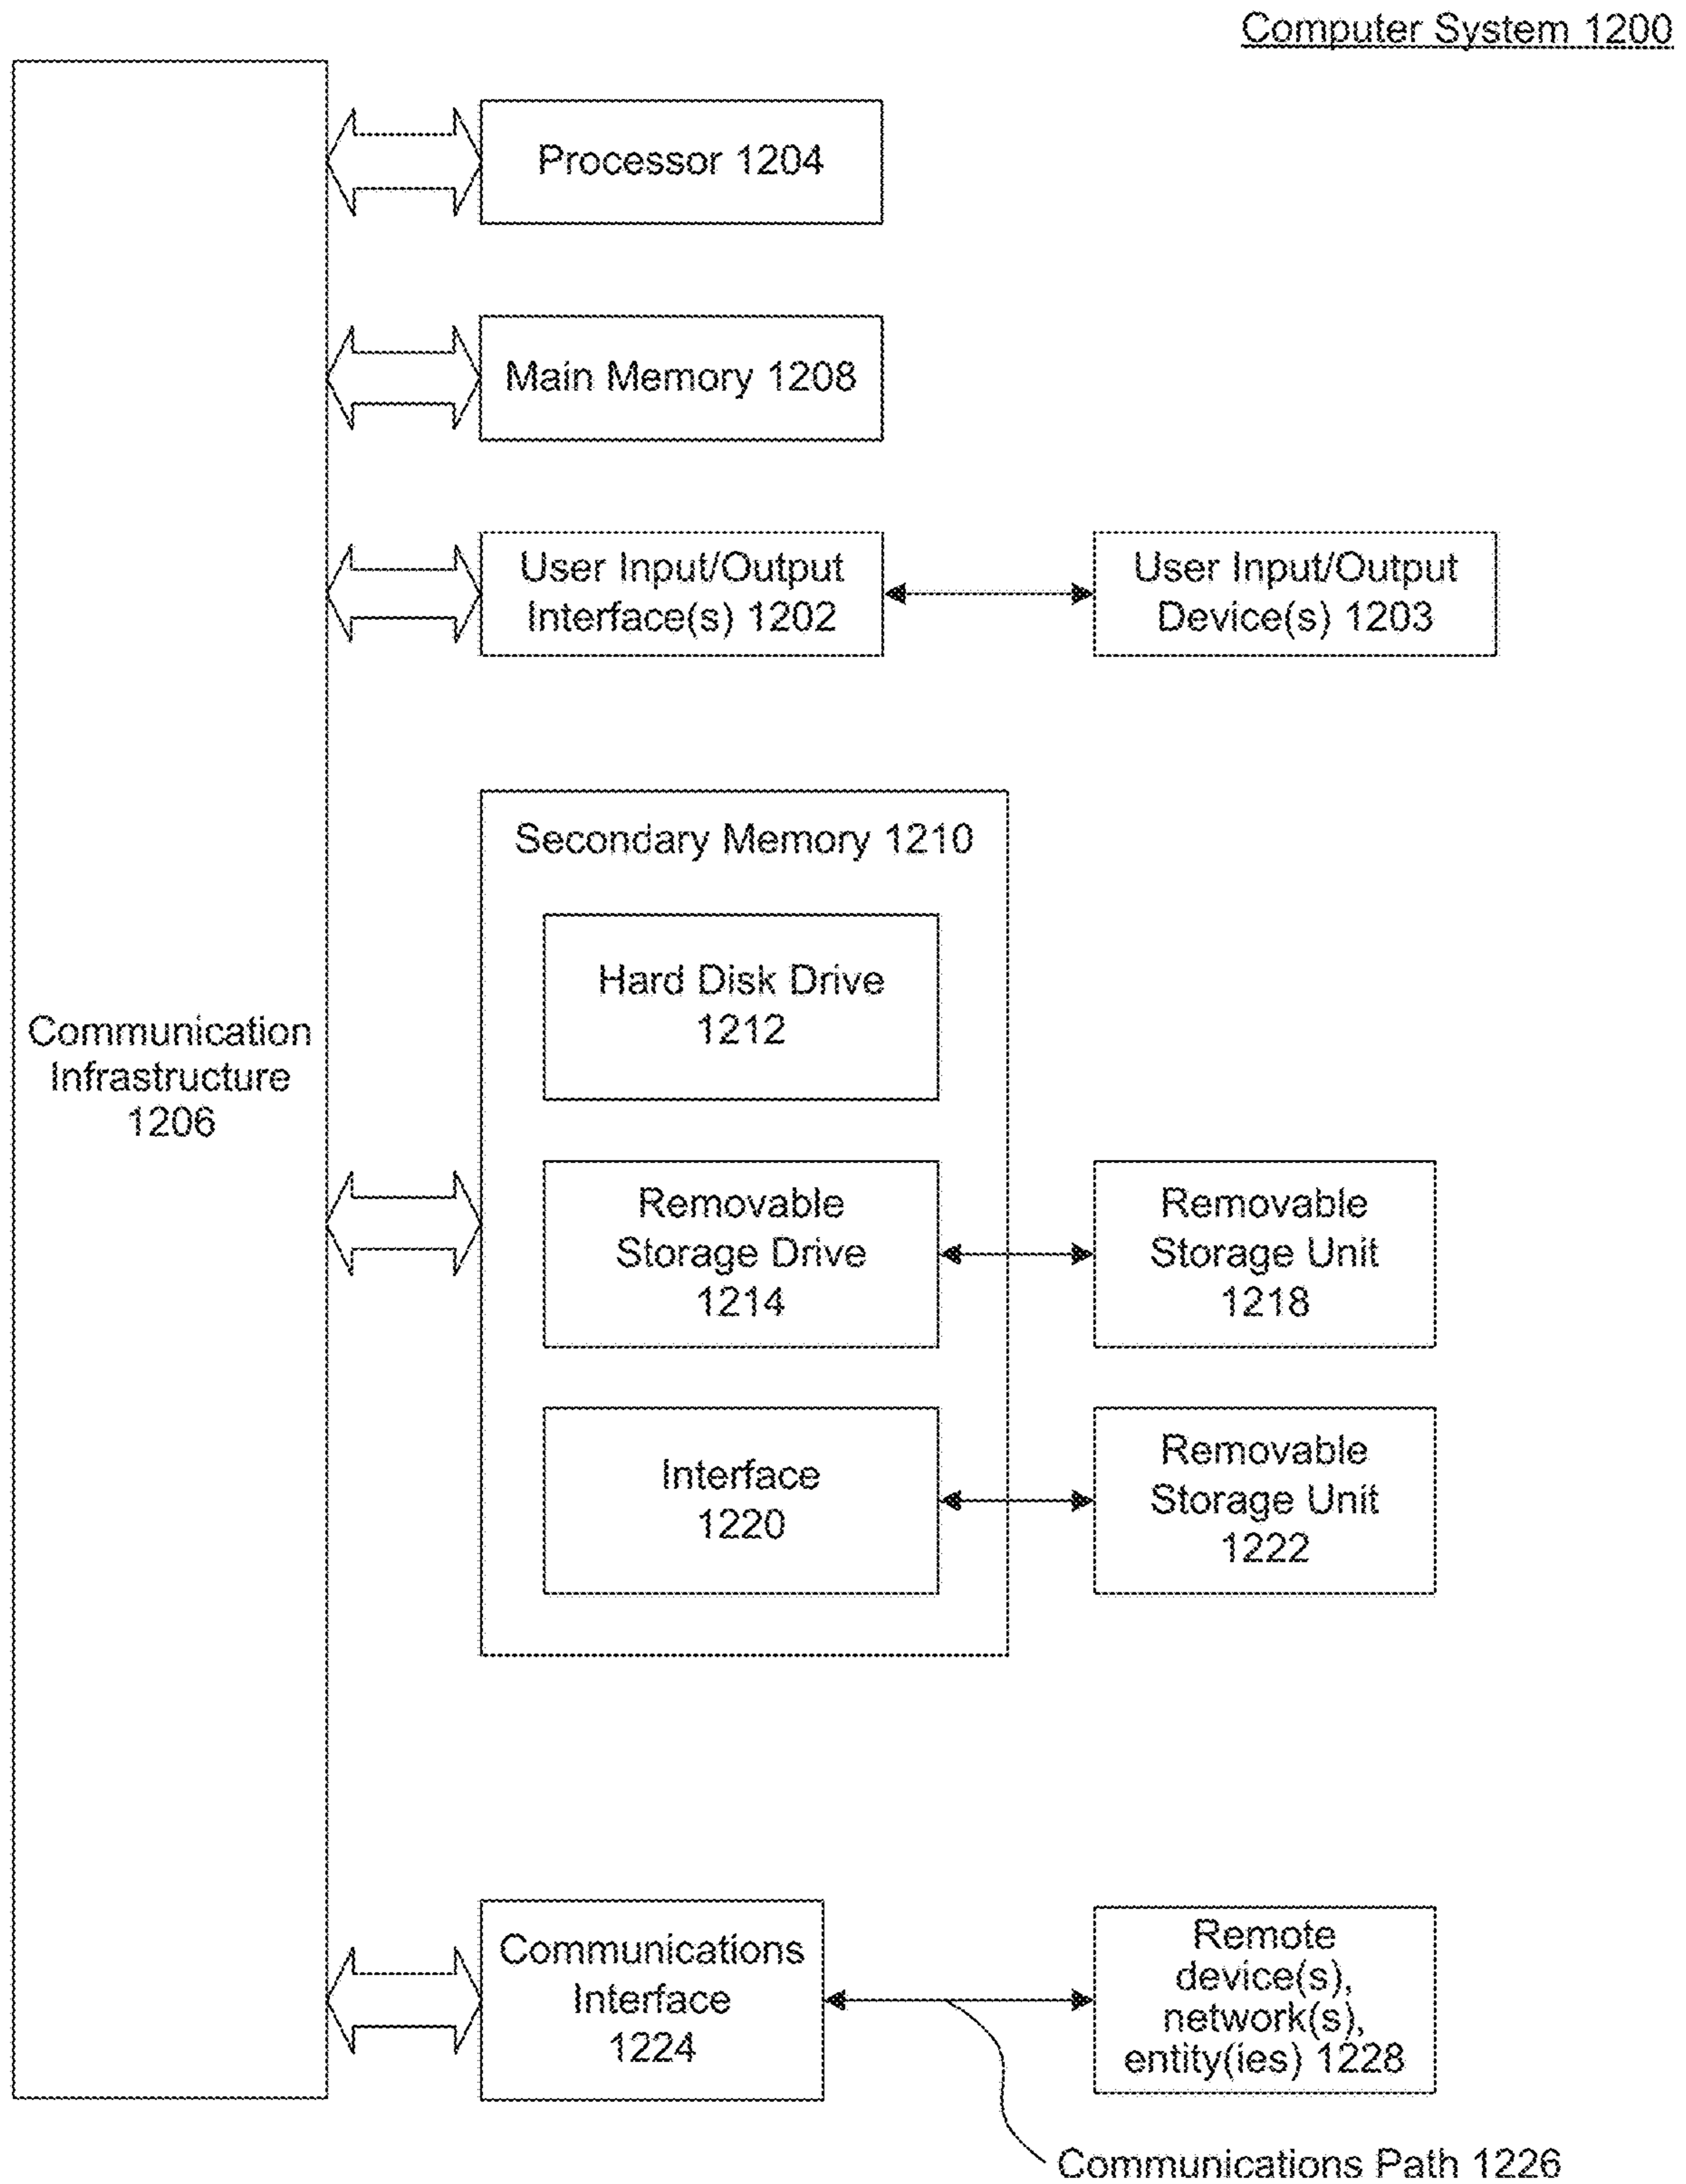 Computer System 1200
Processor 1204
Main Memory 1208
User Input/Output
Interface(s) 1202
User Input/Output
Device(s) 1203
Secondary Memory 1210
Hard Disk Drive
1212
Communication
Infrastructure
1206
Removable
Storage Drive
1214
Removable
Storage Unit
1218
Interface
1220
Removable
Storage Unit
1222
Communications
Interface
1224
Remote
device(s),
network(s),
entity(ies) 1228
Communications Path 1226